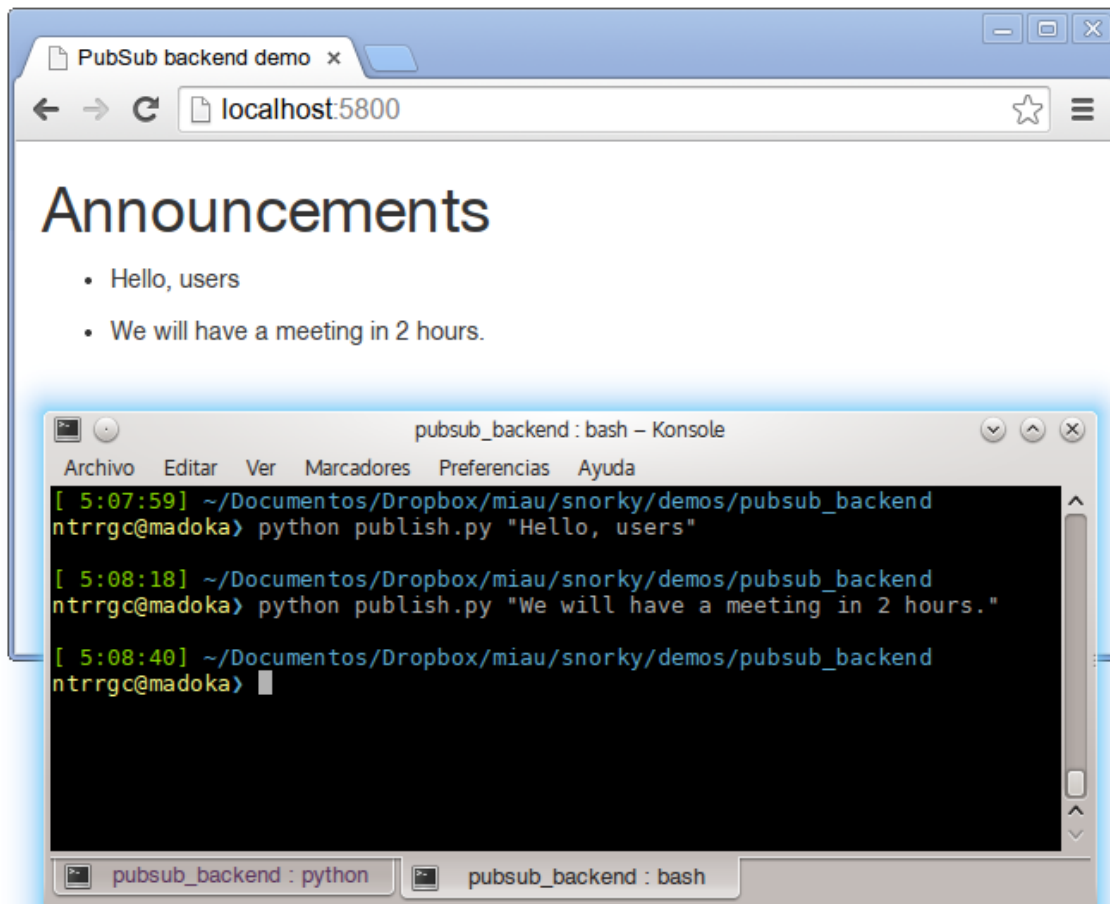 PubSub backend demo
localhost:5800
Announcements
• Hello, users
• We will have a meeting in 2 hours.
pubsub_backend : bash – Konsole
Archivo Editar Ver Marcadores Preferencias Ayuda
[ 5:07:59] ~/Documentos/Dropbox/miau/snorky/demos/pubsub_backend
ntrrgc@madoka❯ python publish.py "Hello, users"
[ 5:08:18] ~/Documentos/Dropbox/miau/snorky/demos/pubsub_backend
ntrrgc@madoka❯ python publish.py "We will have a meeting in 2 hours."
[ 5:08:40] ~/Documentos/Dropbox/miau/snorky/demos/pubsub_backend
ntrrgc@madoka❯
pubsub_backend : python pubsub_backend : bash